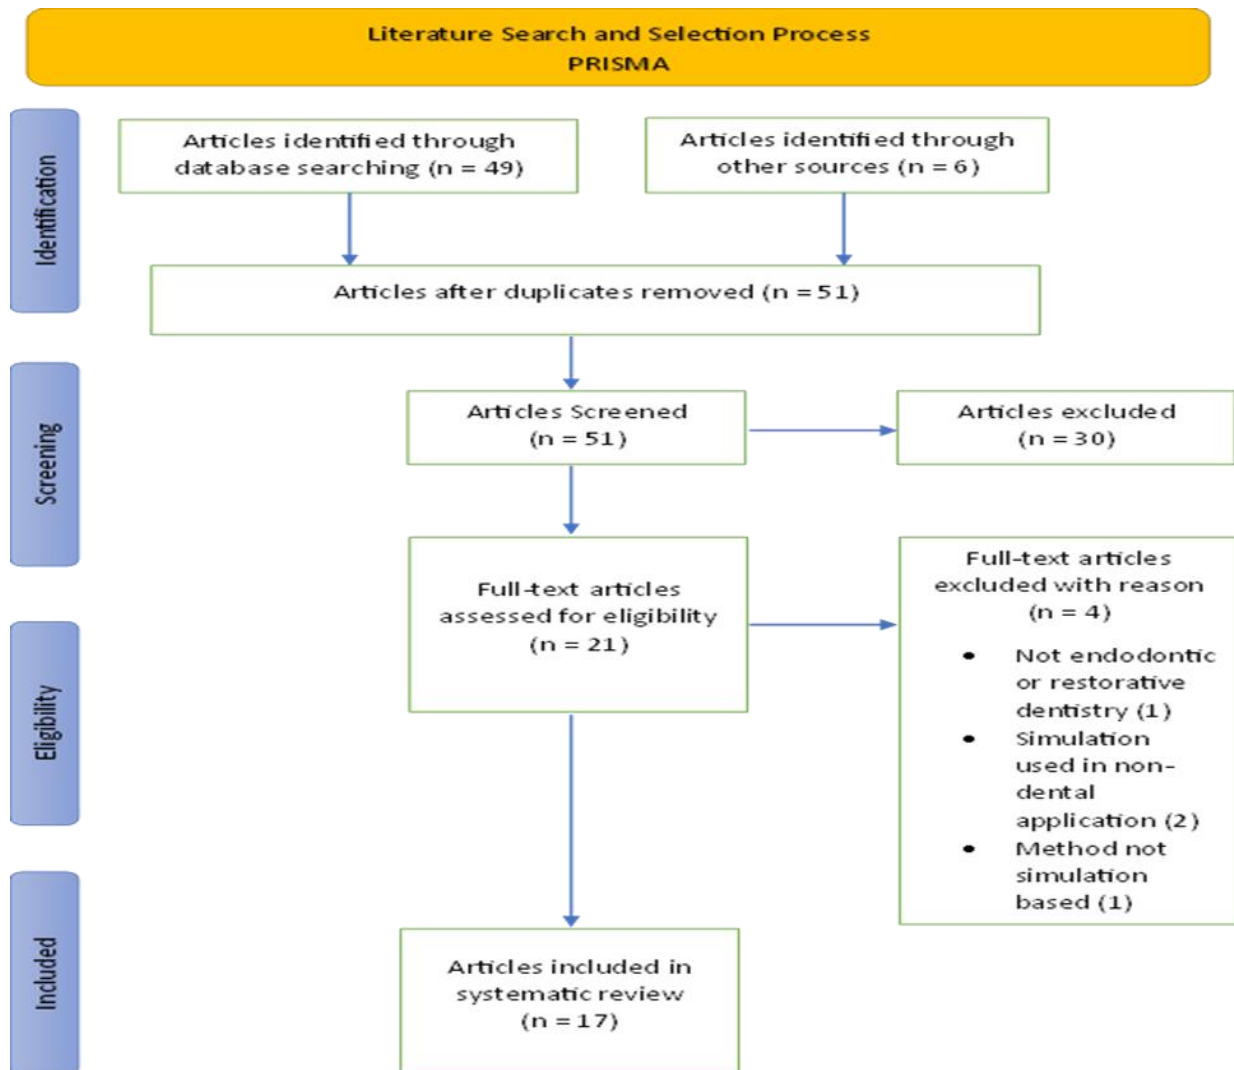 Literature Search and Selection Process
PRISMA
Identification
Articles identified through
database searching (n = 49)
Articles identified through
other sources (n = 6)
Articles after duplicates removed (n = 51)
Screening
Articles Screened
(n = 51)
Articles excluded
(n = 30)
Eligibility
Full-text articles
assessed for eligibility
(n = 21)
Full-text articles
excluded with reason
(n = 4)
• Not endodontic
or restorative
dentistry (1)
• Simulation
used in non-
dental
application (2)
• Method not
simulation
based (1)
Included
Articles included in
systematic review
(n = 17)